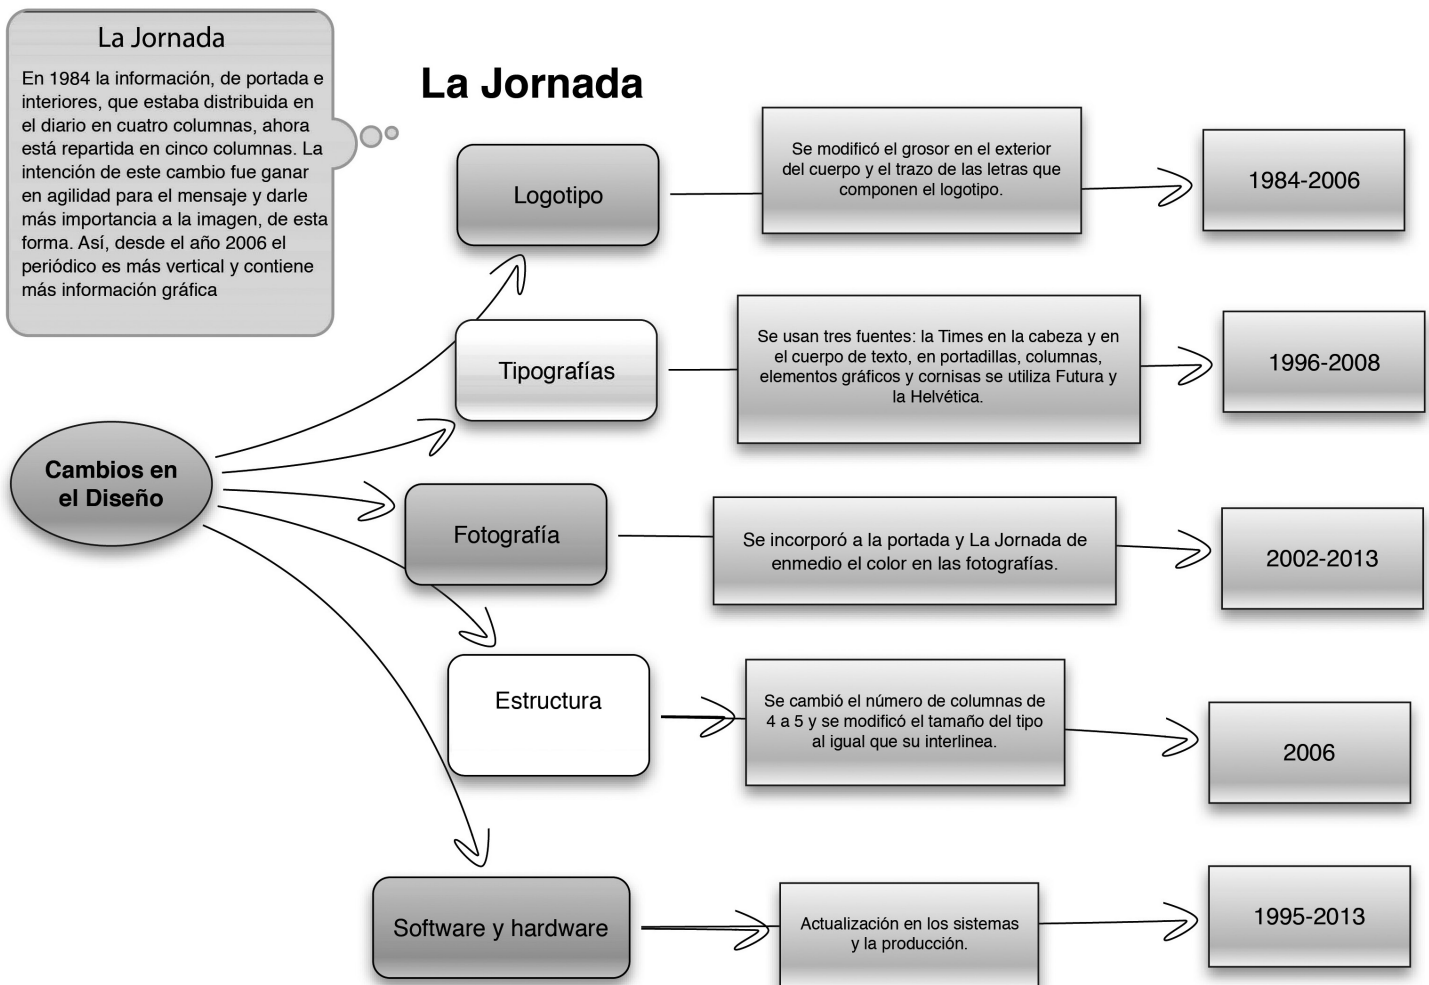 La Jornada
En 1984 la información, de portada e
interiores, que estaba distribuida en
el diario en cuatro columnas, ahora
está repartida en cinco columnas. La
intención de este cambio fue ganar
en agilidad para el mensaje y darle
más importancia a la imagen, de esta
forma. Así, desde el año 2006 el
periódico es más vertical y contiene
más información gráfica
La Jornada
Cambios en
el Diseño
Logotipo
Se modificó el grosor en el exterior
del cuerpo y el trazo de las letras que
componen el logotipo.
1984-2006
Tipografías
Se usan tres fuentes: la Times en la cabeza y en
el cuerpo de texto, en portadillas, columnas,
elementos gráficos y cornisas se utiliza Futura y
la Helvética.
1996-2008
Fotografía
Se incorporó a la portada y La Jornada de
enmedio el color en las fotografías.
2002-2013
Estructura
Se cambió el número de columnas de
4 a 5 y se modificó el tamaño del tipo
al igual que su interlinea.
2006
Software y hardware
Actualización en los sistemas
y la producción.
1995-2013